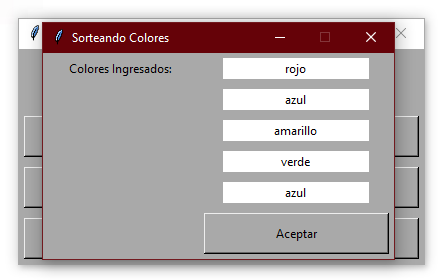 Sorteando Colores
Colores Ingresados:
rojo
azul
amarillo
verde
azul
Aceptar